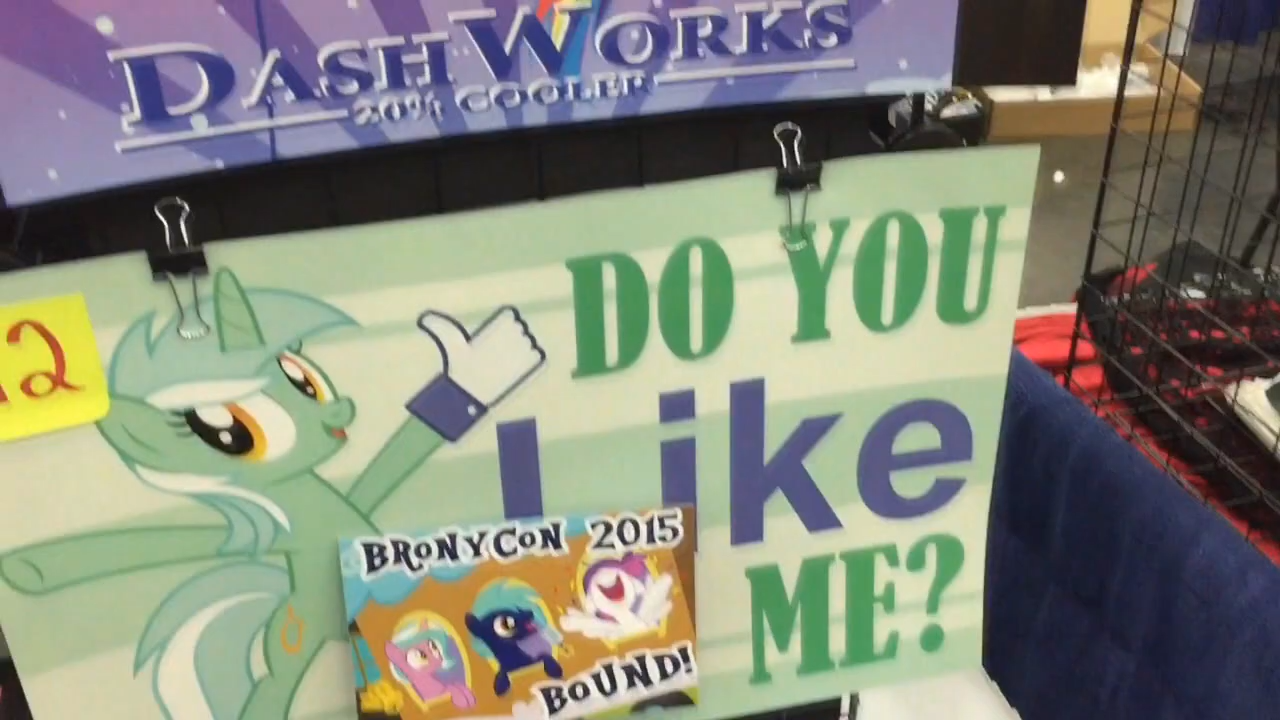 DASHWORKS
20% COOLER
DO YOU
Like
ME?
BRONYCON 2015
BOUND!